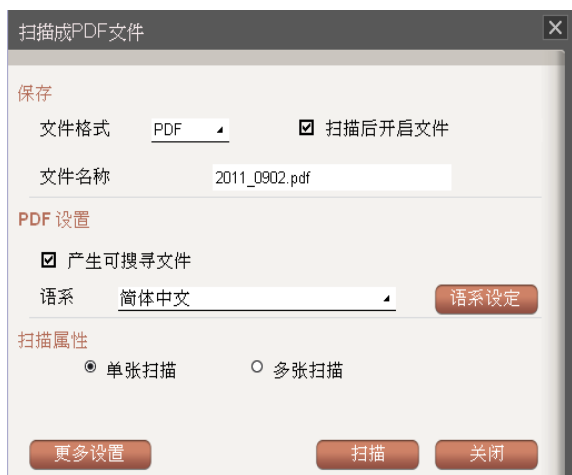 扫描成PDF文件
保存
文件格式 PDF 扫描后开启文件
文件名称 2011_0902.pdf
PDF 设置
产生可搜寻文件
语系 简体中文 语系设定
扫描属性
单张扫描 多张扫描
更多设置 扫描 关闭